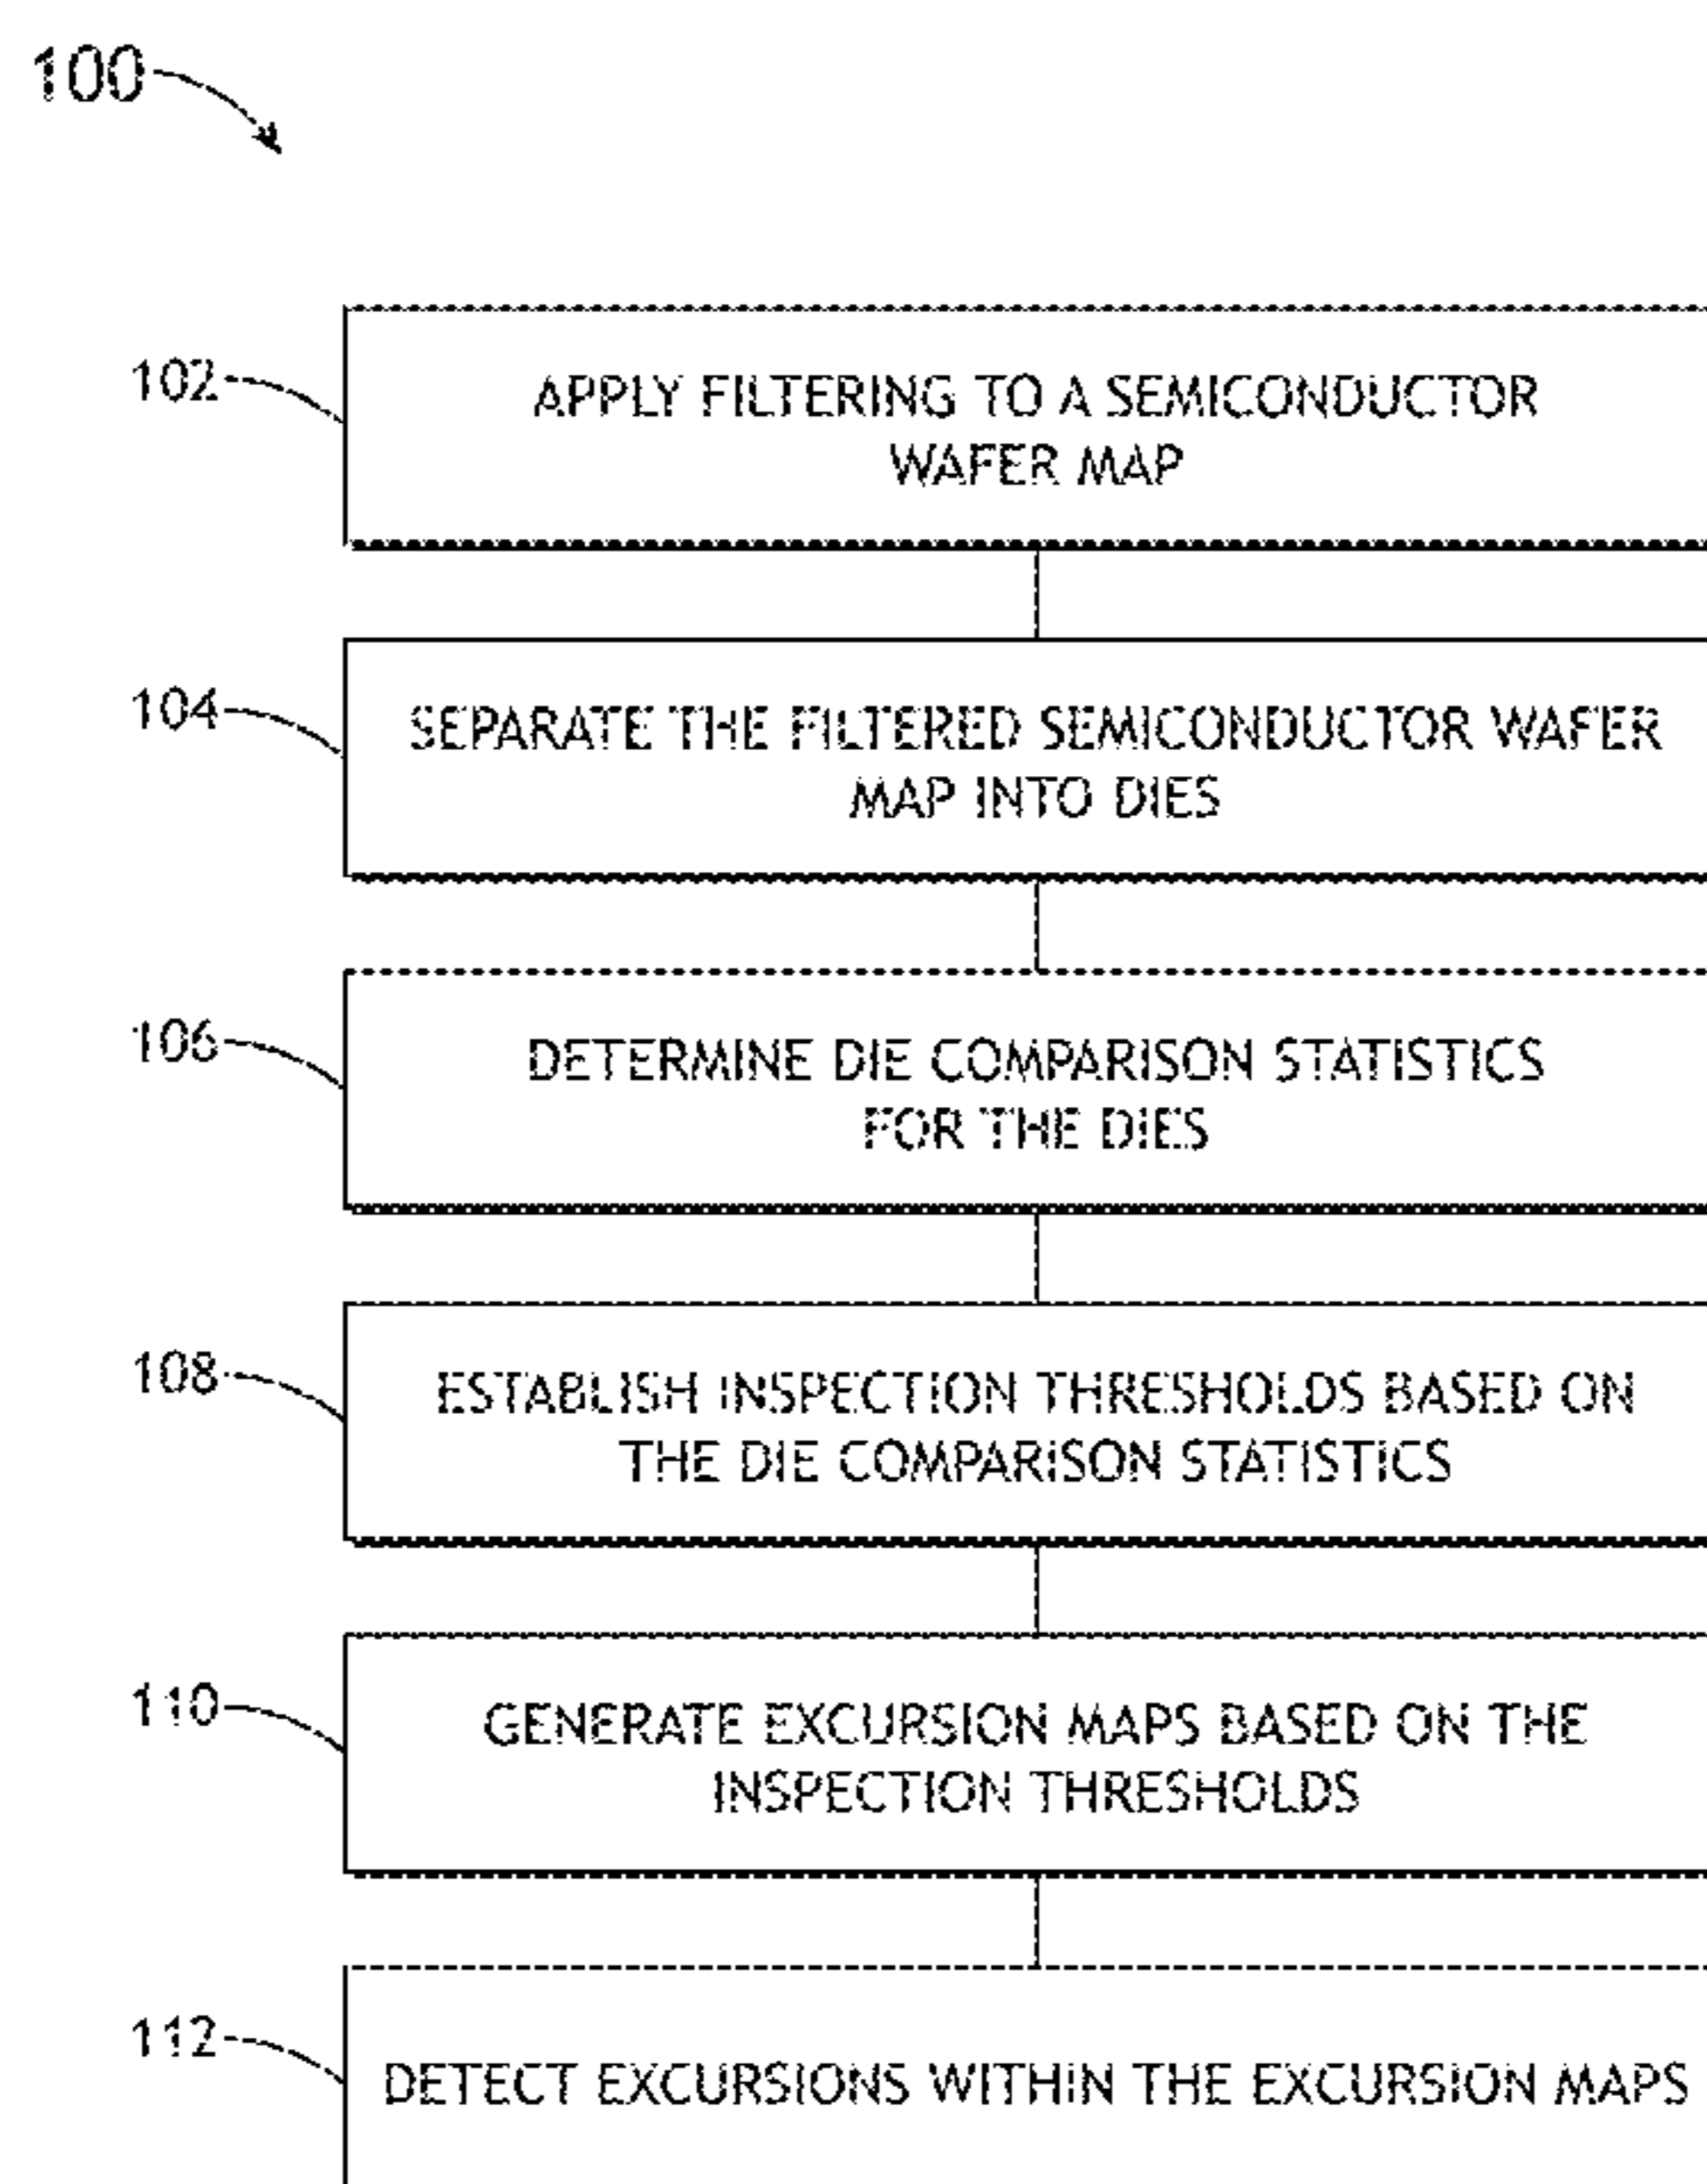 100
102
APPLY FILTERING TO A SEMICONDUCTOR
WAFER MAP
104
SEPARATE THE FILTERED SEMICONDUCTOR WAFER
MAP INTO DIES
106
DETERMINE DIE COMPARISON STATISTICS
FOR THE DIES
108
ESTABLISH INSPECTION THRESHOLDS BASED ON
THE DIE COMPARISON STATISTICS
110
GENERATE EXCURSION MAPS BASED ON THE
INSPECTION THRESHOLDS
112
DETECT EXCURSIONS WITHIN THE EXCURSION MAPS